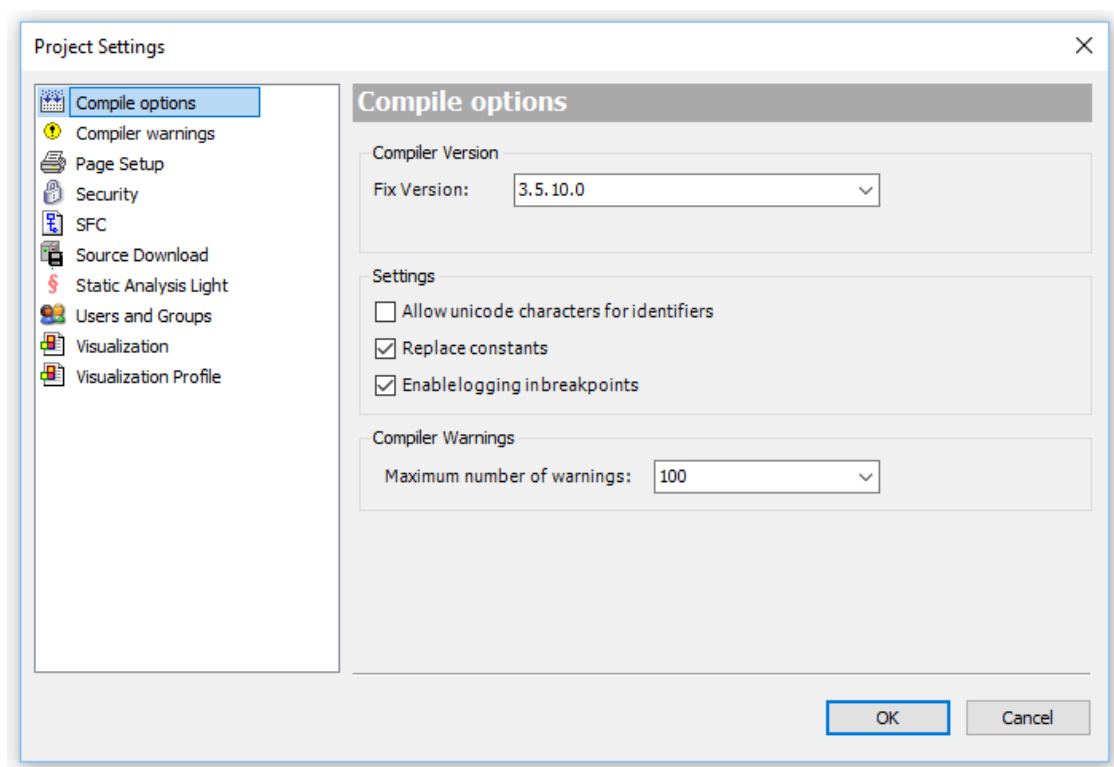 Project Settings
Compile options
Compiler warnings
Page Setup
Security
SFC
Source Download
Static Analysis Light
Users and Groups
Visualization
Visualization Profile
Compile options
Compiler Version
Fix Version: 3.5.10.0
Settings
Allow unicode characters for identifiers
Replace constants
Enable logging in breakpoints
Compiler Warnings
Maximum number of warnings: 100
OK Cancel